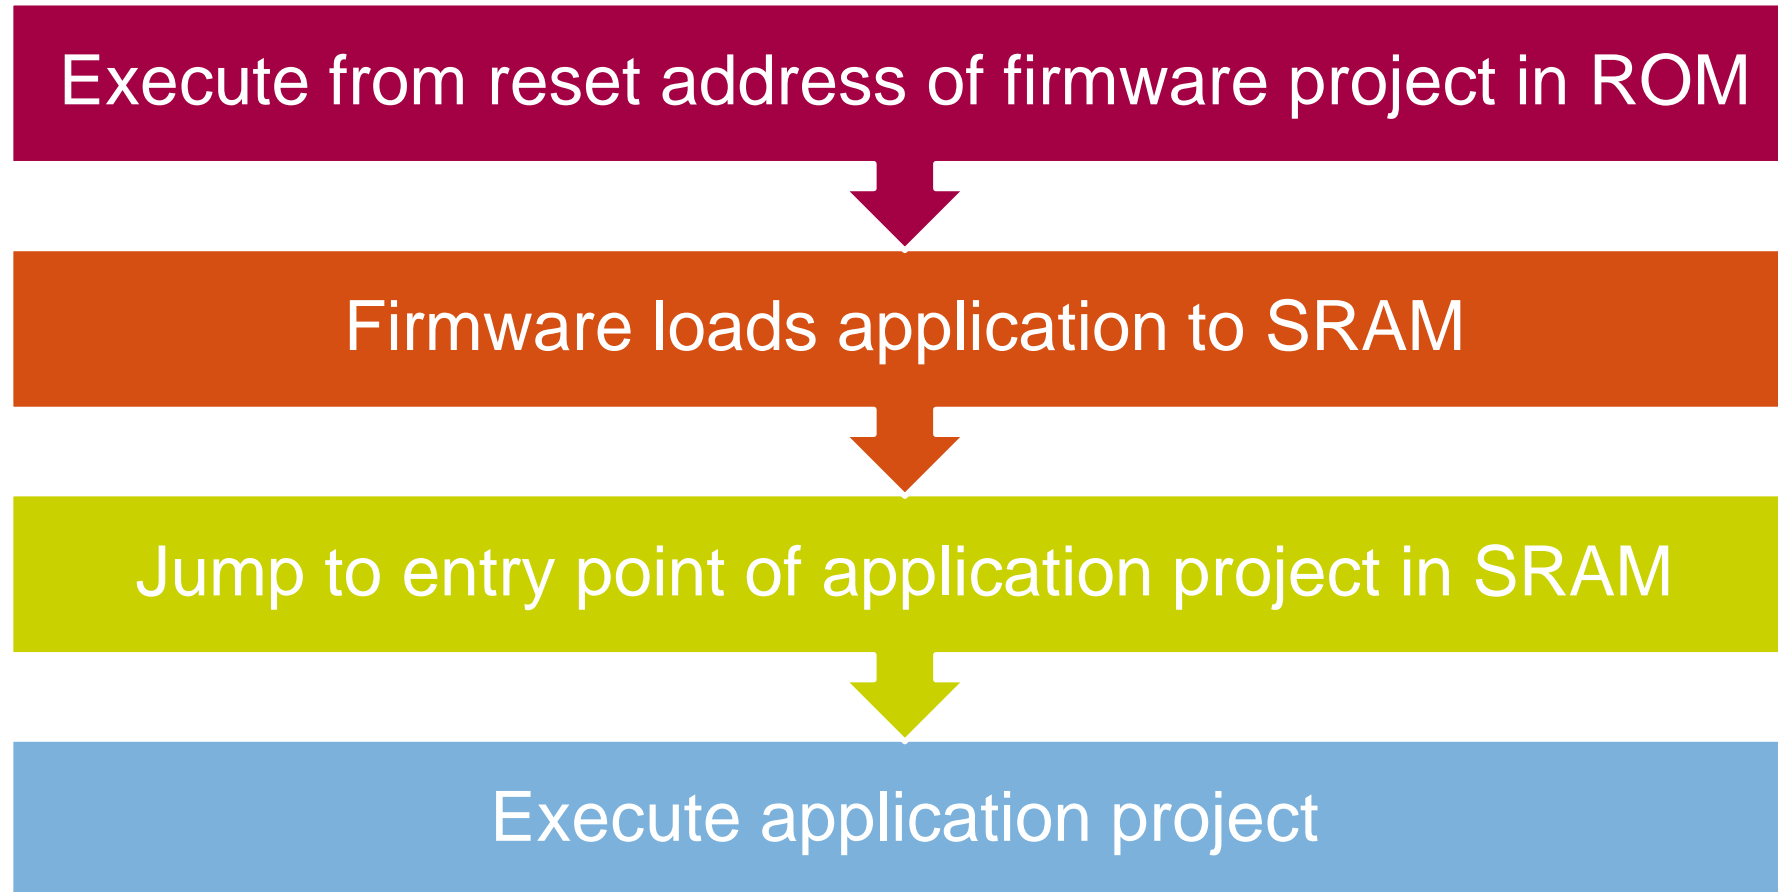 Execute from reset address of firmware project in ROM
Firmware loads application to SRAM
Jump to entry point of application project in SRAM
Execute application project